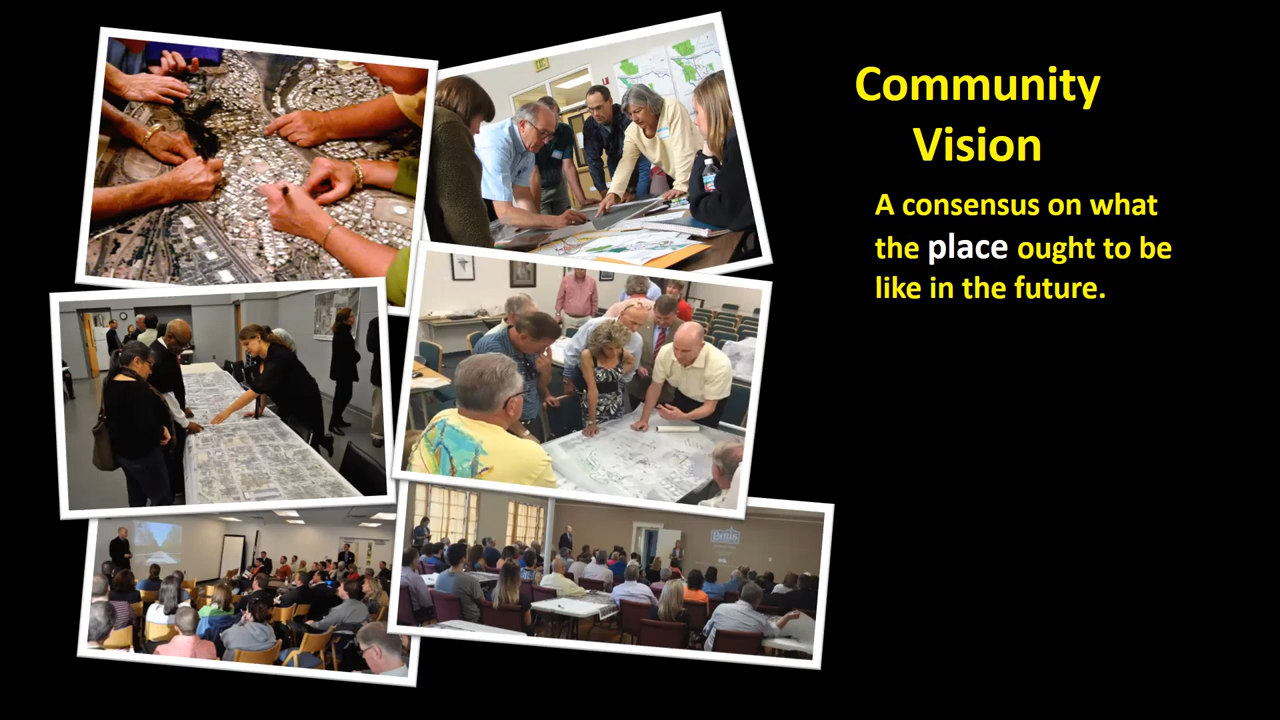 Community
Vision
A consensus on what
the place ought to be
like in the future.